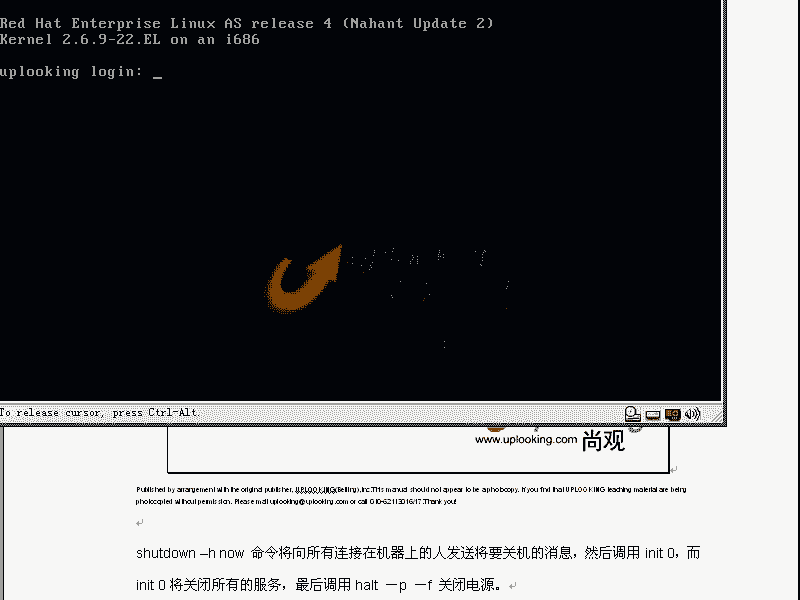 Red Hat Enterprise Linux AS release 4 (Nahant Update 2)
Kernel 2.6.9-22.EL on an i686
uplooking login: _
To release cursor, press Ctrl-Alt.
www.uplooking.com 尚观
Published by arrangement with the original publisher, UPLOOKING(Beijing),Inc.This manual should not appear to be a photocopy. If you find that UPLOOKING teaching material are being
photocopied without permission. Please mail uplooking@uplooking.com or call 010-62113016/17.Thank you!
shutdown –h now 命令将向所有连接在机器上的人发送将要关机的消息，然后调用 init 0，而
init 0 将关闭所有的服务，最后调用 halt —p —f 关闭电源。